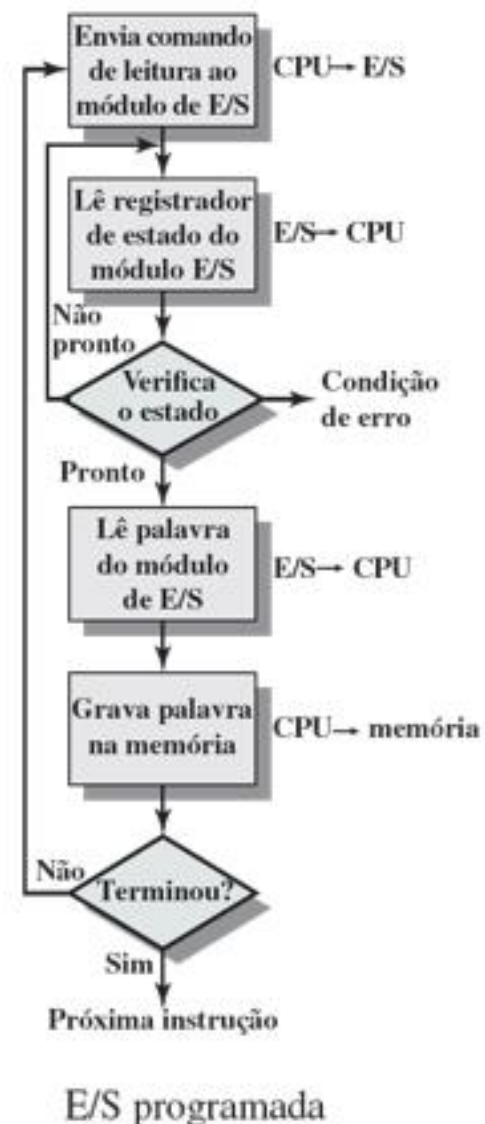 Envia comando
de leitura ao
módulo de E/S
CPU→ E/S
Lê registrador
de estado do
módulo E/S
E/S→ CPU
Não
pronto
Verifica
o estado
Condição
de erro
Pronto
Lê palavra
do módulo
de E/S
E/S→ CPU
Grava palavra
na memória
CPU→ memória
Não
Terminou?
Sim
Próxima instrução
E/S programada